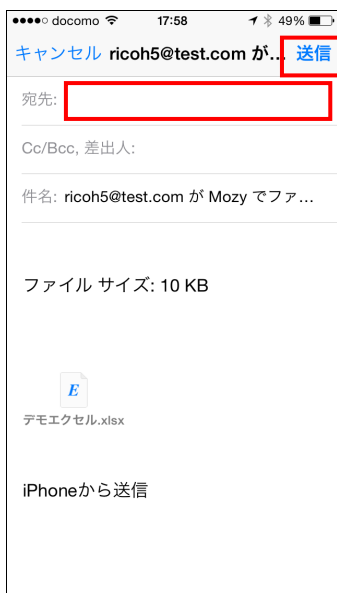 docomo 17:58 49%
キャンセル ricoh5@test.com が... 送信
宛先:
Cc/Bcc, 差出人:
件名: ricoh5@test.com が Mozy でファ...
ファイル サイズ: 10 KB
E
デモエクセル.xlsx
iPhoneから送信